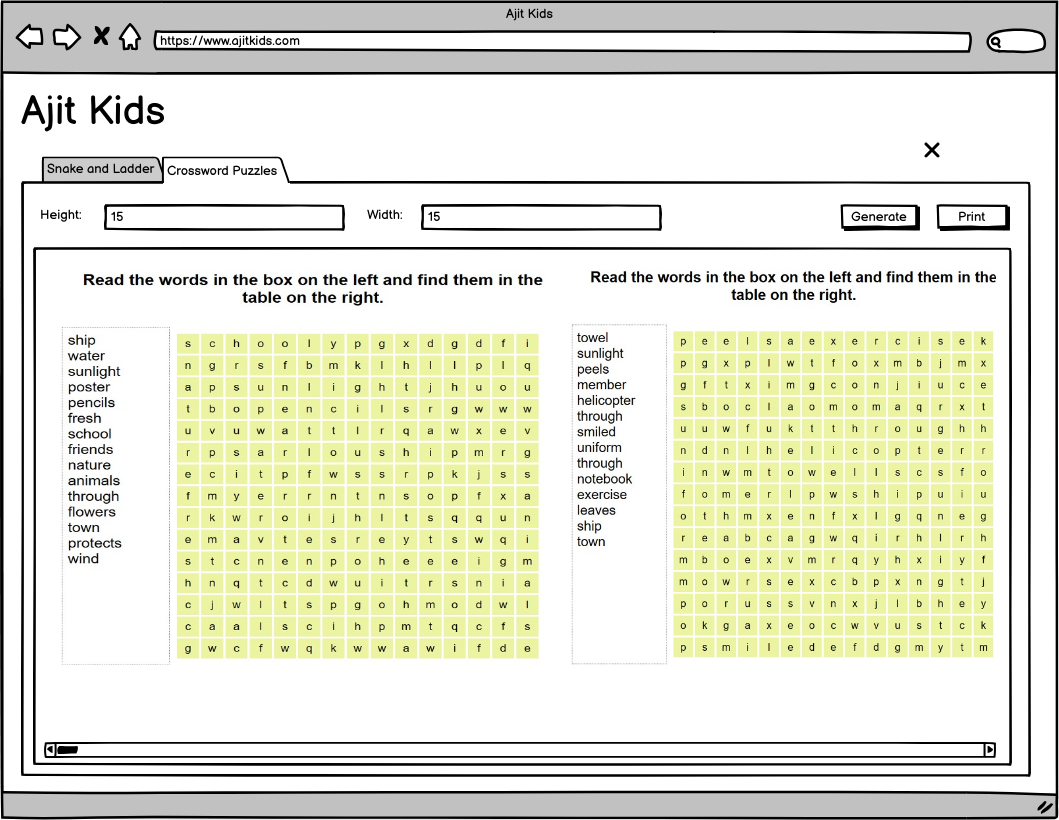 Ajit Kids
https://www.ajitkids.com
Ajit Kids
Snake and Ladder
Crossword Puzzles
Height:
15
Width:
15
Generate
Print
Read the words in the box on the left and find them in the
table on the right.
ship
water
sunlight
poster
pencils
fresh
school
friends
nature
animals
through
flowers
town
protects
wind
s c h o o l y p g x d g d f i
n g r s f b m k l h l l p l q
a p s u n l i g h t j h u o u
t b o p e n c i l s r g w w w
u v u w a t t l r q a w x e v
r p s a r l o u s h i p m r g
e c i t p f w s s r p k j s s
f m y e r r n t n s o p f x a
r k w r o i j h l t s q q u n
e m a v t e s r e y t s w q i
s t c n e n p o h e e e i g m
h n q t c d w u i t r s n i a
c j w l t s p g o h m o d w l
c a a l s c i h p m t q c f s
g w c f w q k w w a w i f d e
Read the words in the box on the left and find them in the
table on the right.
towel
sunlight
peels
member
helicopter
through
smiled
uniform
through
notebook
exercise
leaves
ship
town
p e e l s a e x e r c i s e k
p g x p l w t f o x m b j m x
g f t x i m g c o n j i u c e
s b o c l a o m o m a q r x t
u u w f u k t t h r o u g h h
n d n l h e l i c o p t e r r
i n w m t o w e l l s c s f o
f o m e r l p w s h i p u i u
o t h m x e n f x l g q n e g
r e a b c a g w q i r h l r h
m b o e x v m r q y h x i y f
m o w r s e x c b p x n g t j
p o r u s s v n x j l b h e y
o k g a x e o c w v u s t c k
p s m i l e d e f d g m y t m